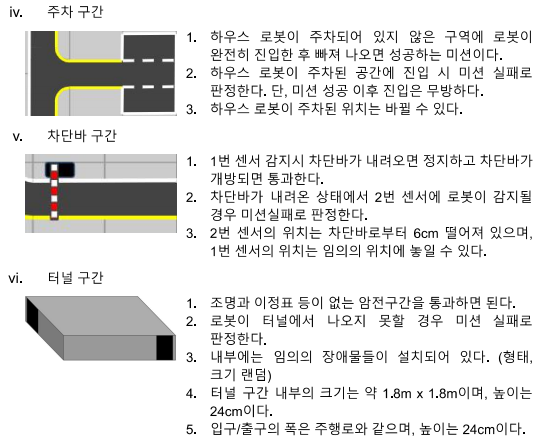 iv. 주차 구간
1. 하우스 로봇이 주차되어 있지 않은 구역에 로봇이
완전히 진입한 후 빠져 나오면 성공하는 미션이다.
2. 하우스 로봇이 주차된 공간에 진입 시 미션 실패로
판정한다. 단, 미션 성공 이후 진입은 무방하다.
3. 하우스 로봇이 주차된 위치는 바뀔 수 있다.
v. 차단바 구간
1. 1번 센서 감지시 차단바가 내려오면 정지하고 차단바가
개방되면 통과한다.
2. 차단바가 내려온 상태에서 2번 센서에 로봇이 감지될
경우 미션실패로 판정한다.
3. 2번 센서의 위치는 차단바로부터 6cm 떨어져 있으며,
1번 센서의 위치는 임의의 위치에 놓일 수 있다.
vi. 터널 구간
1. 조명과 이정표 등이 없는 암전구간을 통과하면 된다.
2. 로봇이 터널에서 나오지 못할 경우 미션 실패로
판정한다.
3. 내부에는 임의의 장애물들이 설치되어 있다. (형태,
크기 랜덤)
4. 터널 구간 내부의 크기는 약 1.8m x 1.8m이며, 높이는
24cm이다.
5. 입구/출구의 폭은 주행로와 같으며, 높이는 24cm이다.